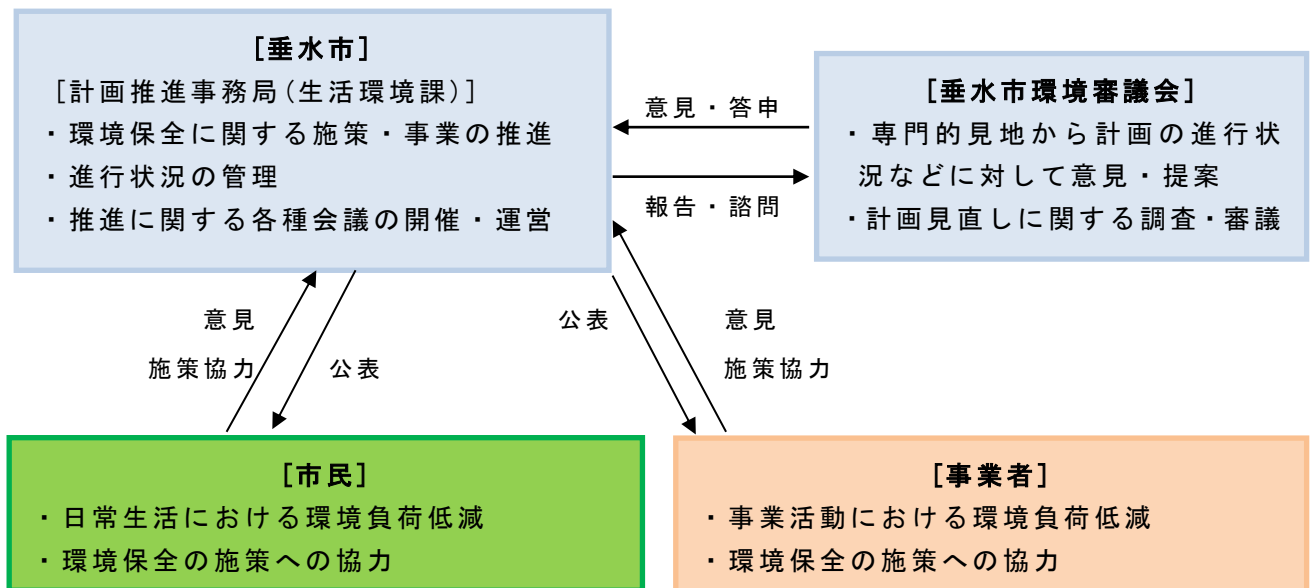 [垂水市]
[計画推進事務局(生活環境課)]
・環境保全に関する施策・事業の推進
・進行状況の管理
・推進に関する各種会議の開催・運営
意見・答申
報告・諮問
[垂水市環境審議会]
・専門的見地から計画の進行状
況などに対して意見・提案
・計画見直しに関する調査・審議
意見
施策協力
公表
公表
意見
施策協力
[市民]
・日常生活における環境負荷低減
・環境保全の施策への協力
[事業者]
・事業活動における環境負荷低減
・環境保全の施策への協力